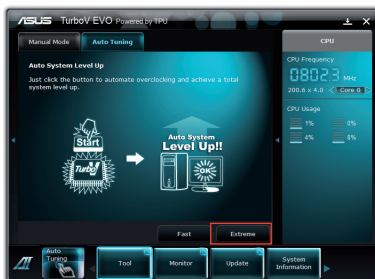 ASUS TurboV EVO Powered by TPU
Manual Mode
Auto Tuning
Auto System Level Up
Just click the button to automate overclocking and achieve a total
system level up.
Start
Turbo!
Auto System
Level Up!!
OK
Fast
Extreme
CPU
CPU Frequency
0802.3 MHz
200.6 x 4.0
Core 0
CPU Usage
1%
0%
4%
8%
Auto
Tuning
Tool
Monitor
Update
System
Information